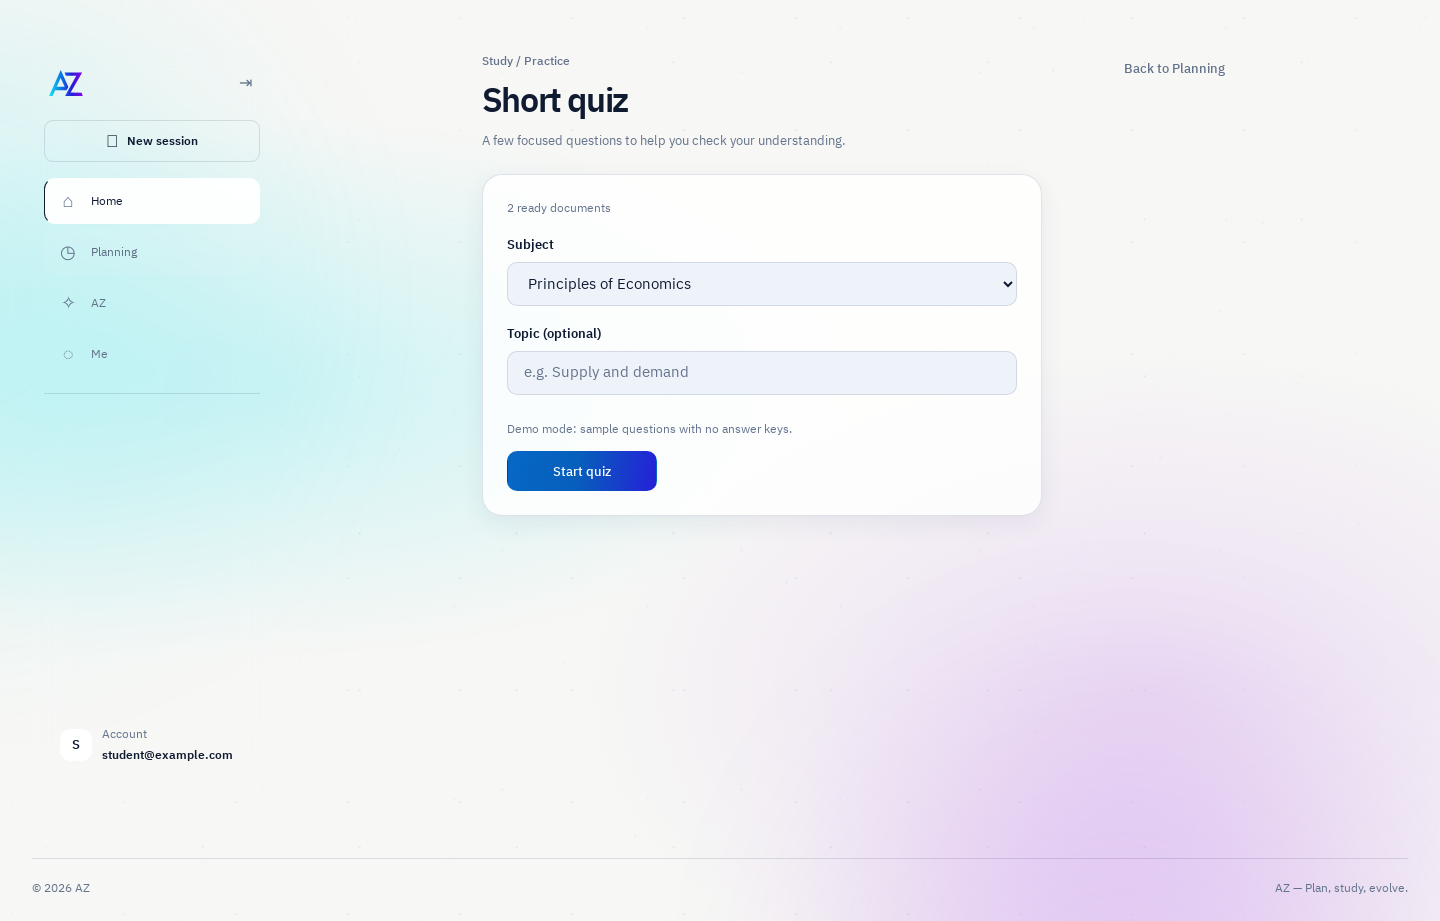 AZ
New session
Home
Planning
AZ
Me
Account
S
student@example.com
Study / Practice
Back to Planning
Short quiz
A few focused questions to help you check your understanding.
2 ready documents
Subject
Principles of Economics
Topic (optional)
e.g. Supply and demand
Demo mode: sample questions with no answer keys.
Start quiz
© 2026 AZ
AZ — Plan, study, evolve.